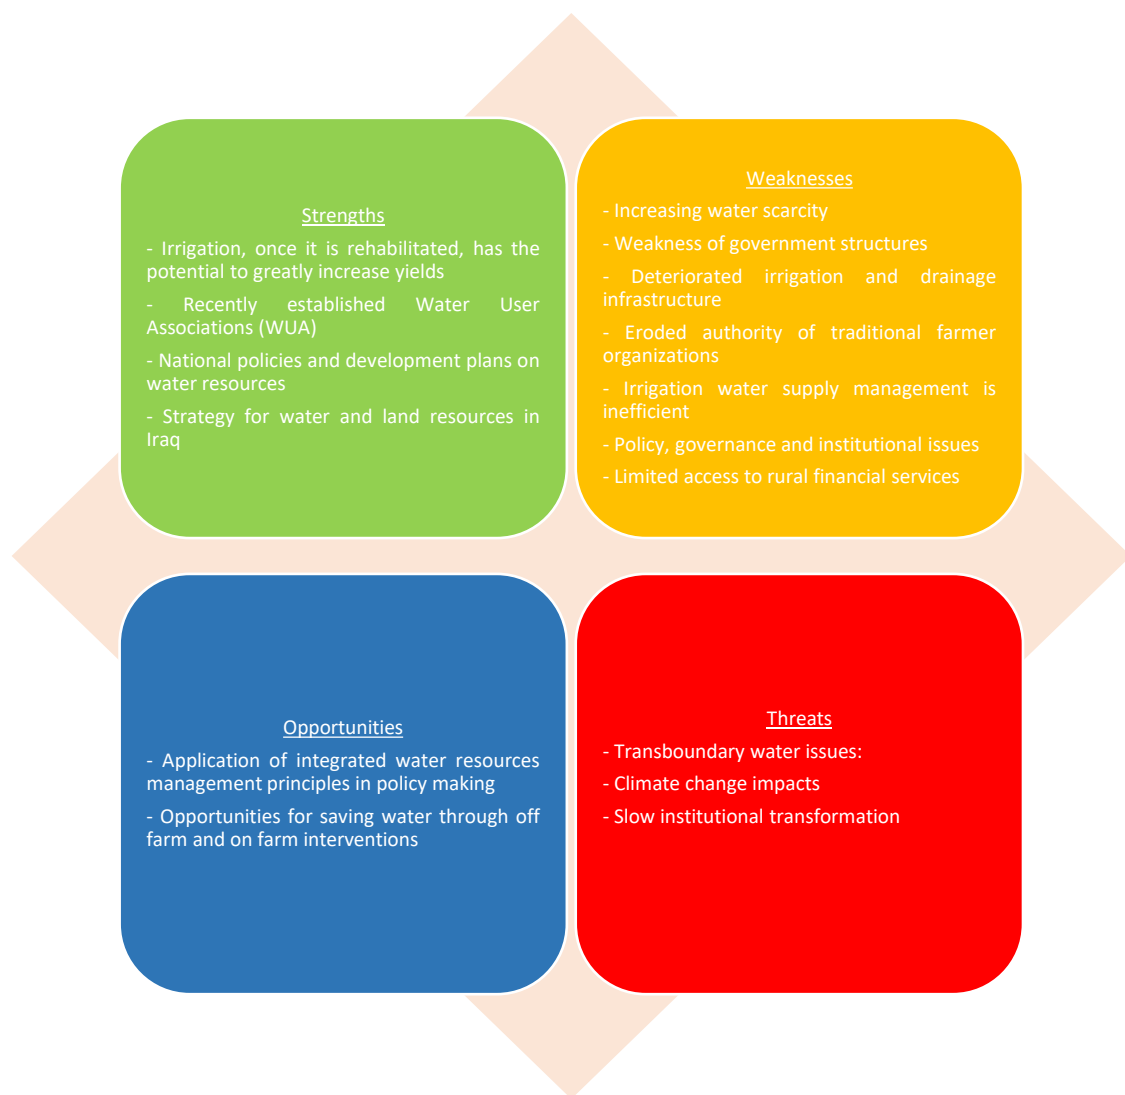 Strengths
- Irrigation, once it is rehabilitated, has the
potential to greatly increase yields
- Recently established Water User
Associations (WUA)
- National policies and development plans on
water resources
- Strategy for water and land resources in
Iraq
Weaknesses
- Increasing water scarcity
- Weakness of government structures
- Deteriorated irrigation and drainage
infrastructure
- Eroded authority of traditional farmer
organizations
- Irrigation water supply management is
inefficient
- Policy, governance and institutional issues
- Limited access to rural financial services
Opportunities
- Application of integrated water resources
management principles in policy making
- Opportunities for saving water through off
farm and on farm interventions
Threats
- Transboundary water issues:
- Climate change impacts
- Slow institutional transformation